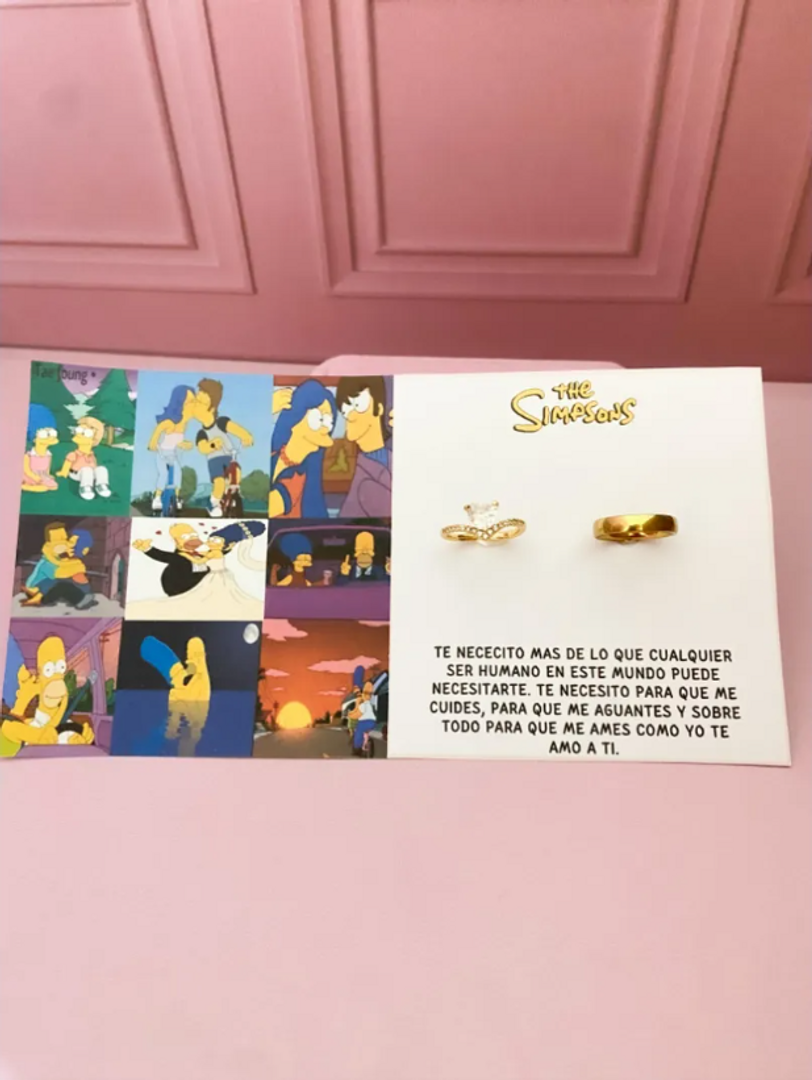 THE
SIMPSONS
TE NECECITO MAS DE LO QUE CUALQUIER
SER HUMANO EN ESTE MUNDO PUEDE
NECESITARTE. TE NECESITO PARA QUE ME
CUIDES, PARA QUE ME AGUANTES Y SOBRE
TODO PARA QUE ME AMES COMO YO TE
AMO A TI.